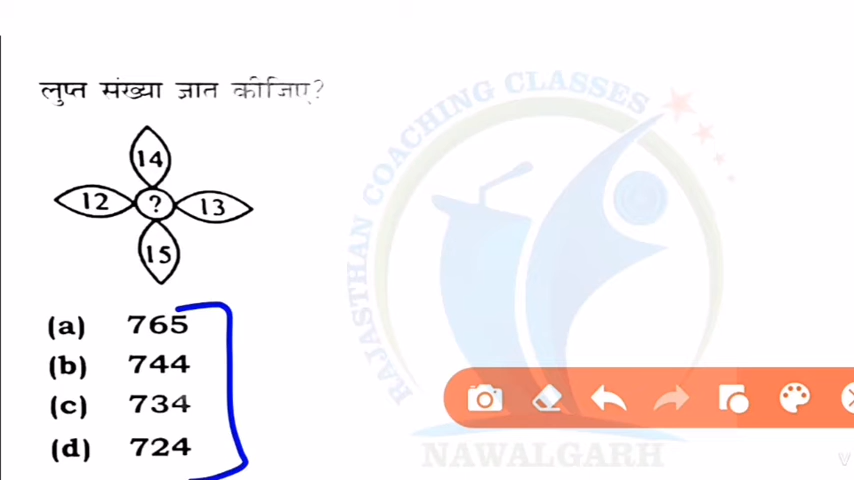 लुप्त संख्या ज्ञात कीजिए?
14
12 ? 13
15
(a) 765
(b) 744
(c) 734
(d) 724
RAJASTHAN COACHING CLASSES
NAWALGARH